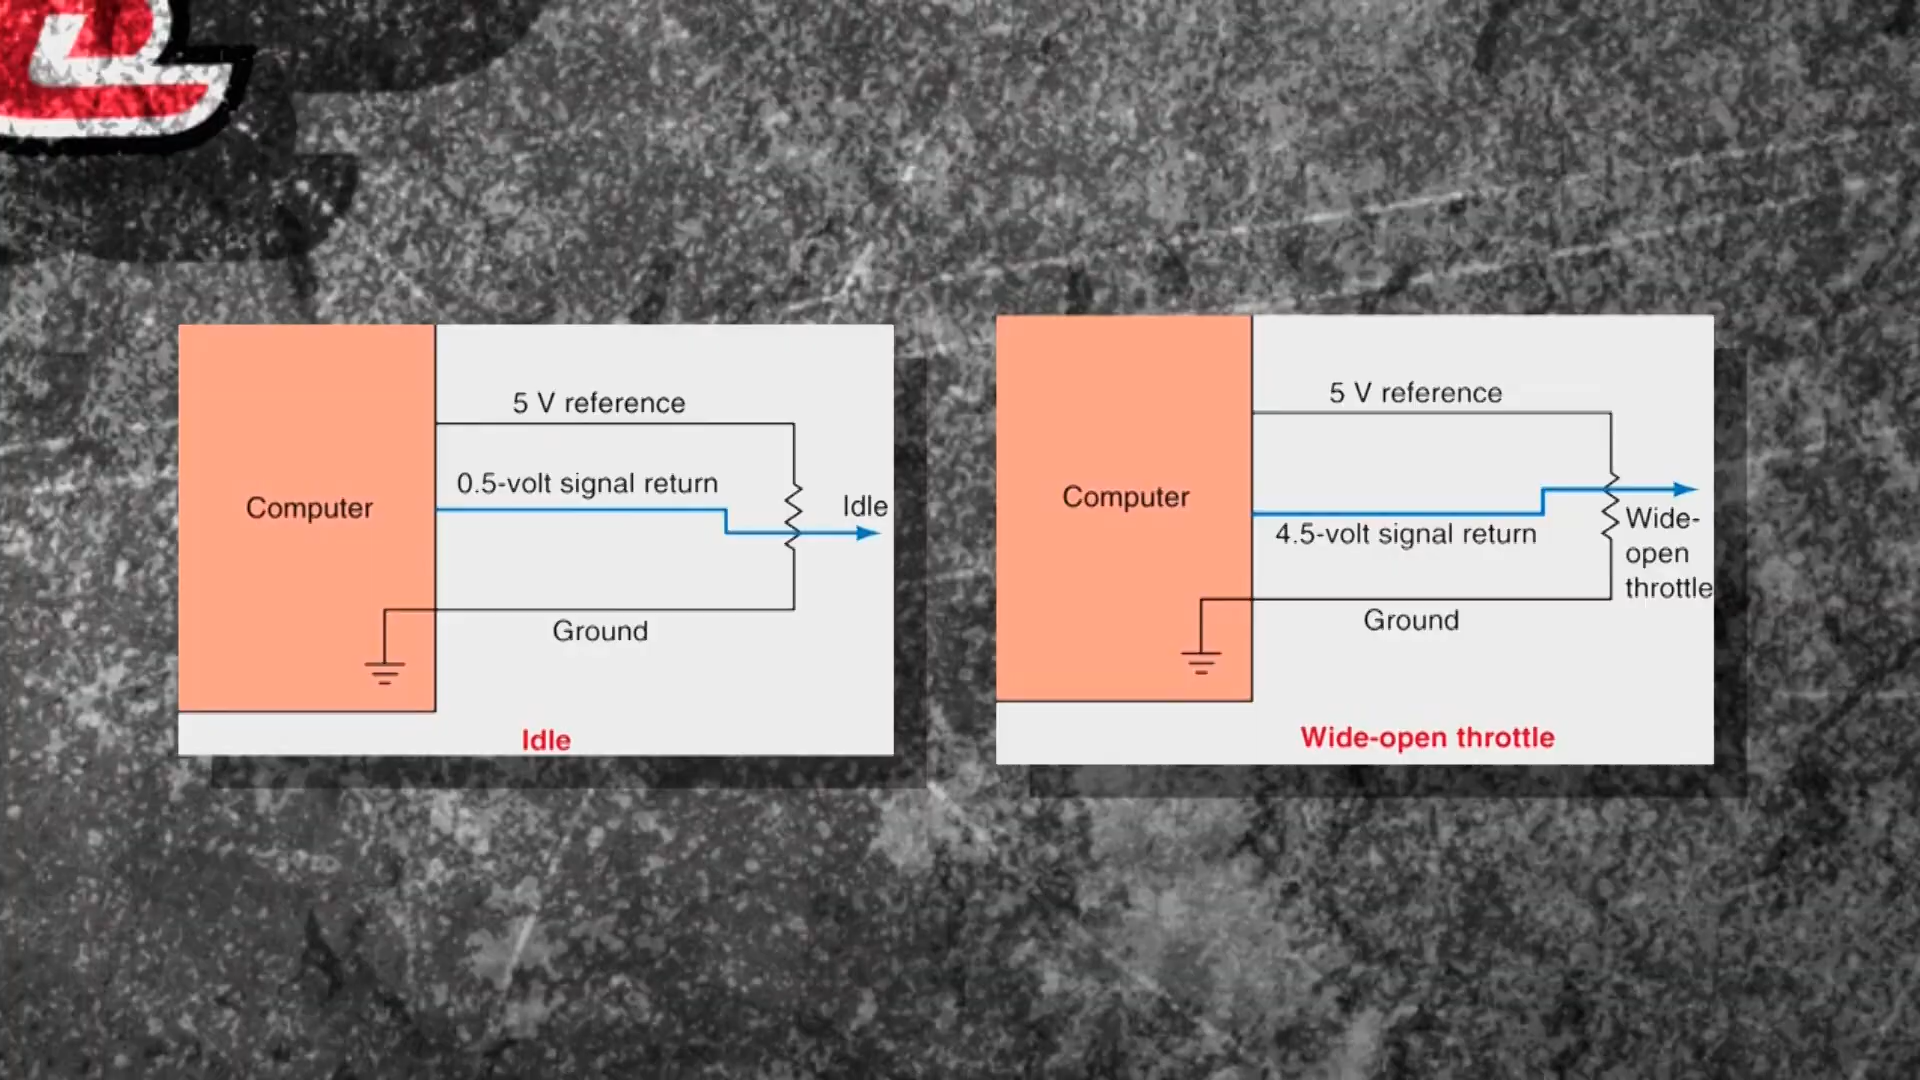 5 V reference
0.5-volt signal return
Computer
Idle
Ground
Idle
5 V reference
Computer
4.5-volt signal return
Wide-
open
throttle
Ground
Wide-open throttle